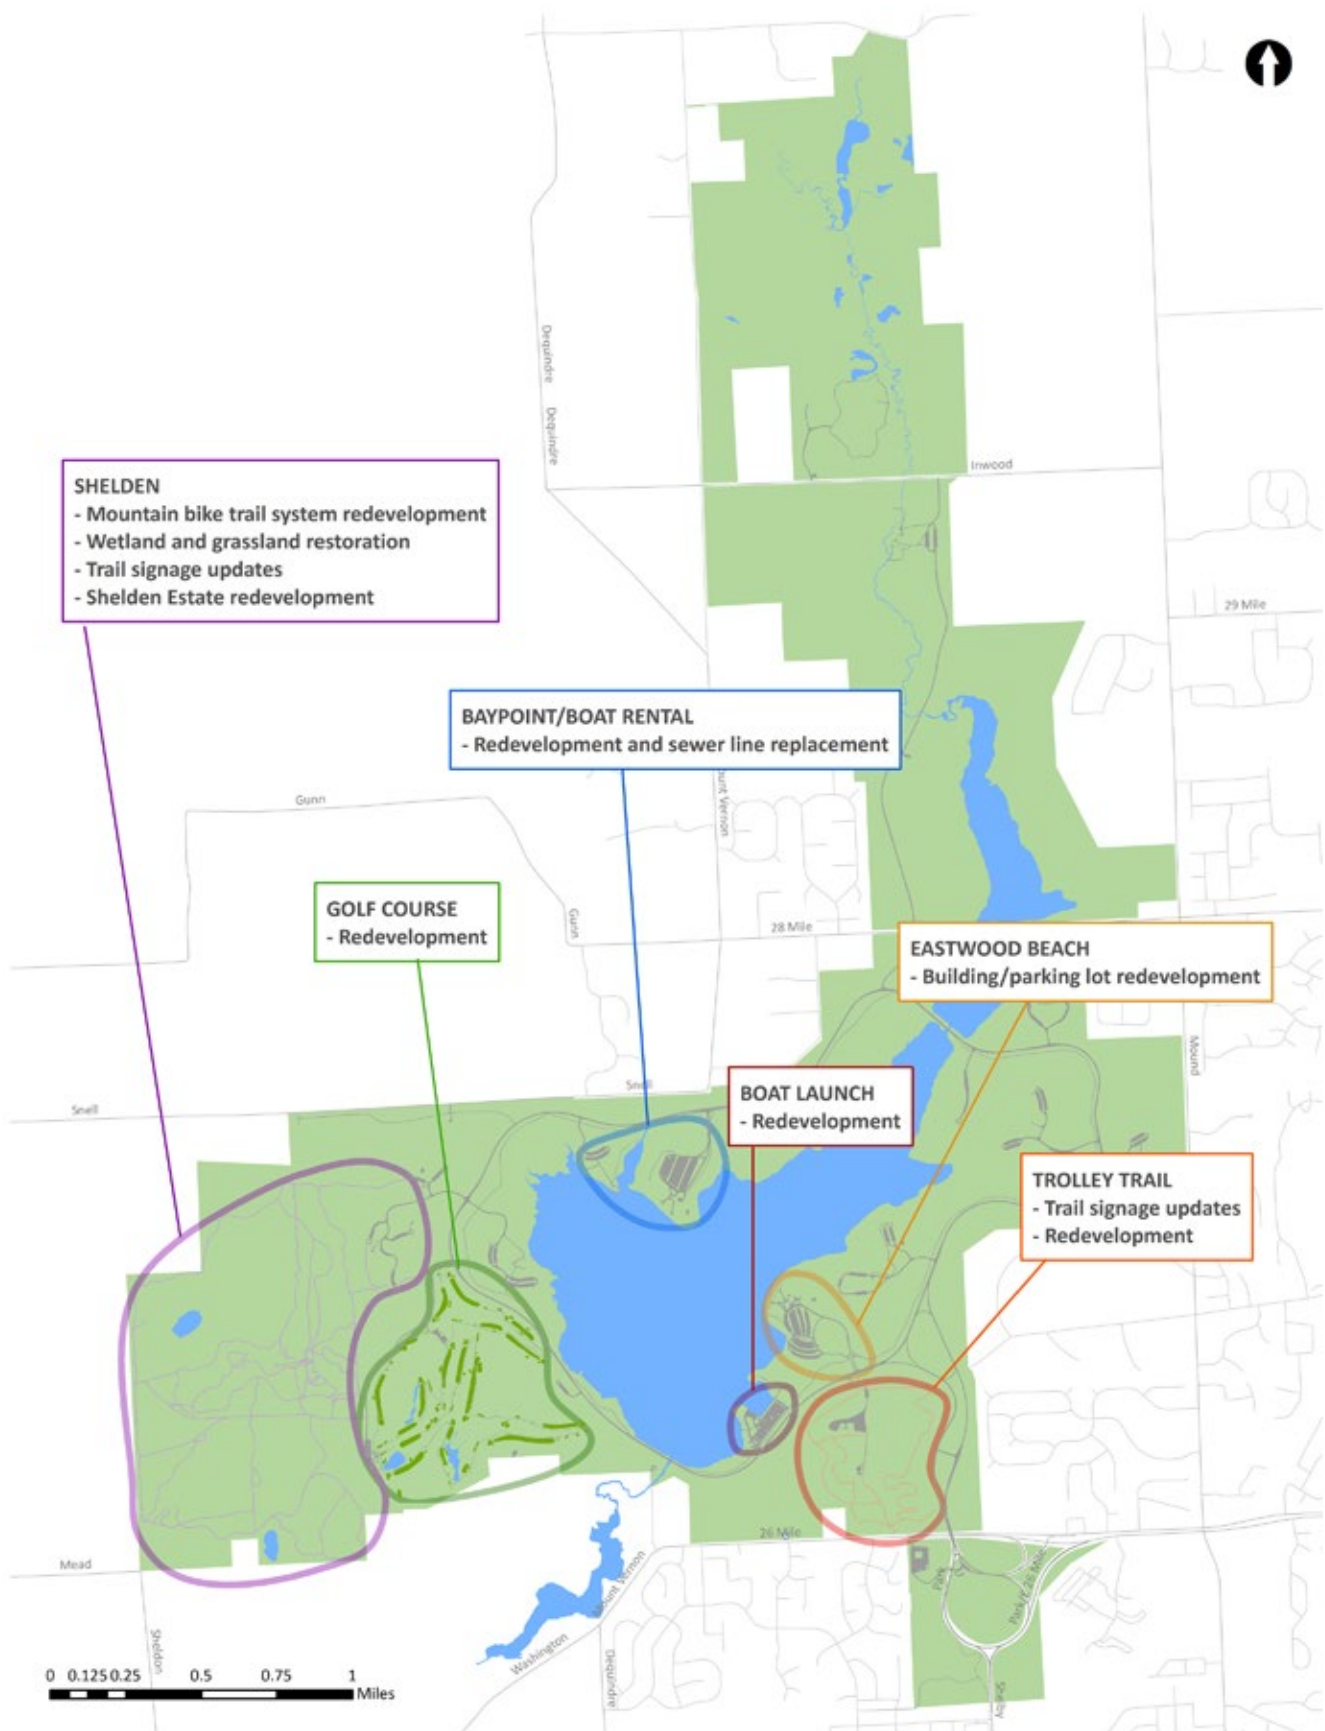 Dequindre
Dequindre
Inwood
SHELDEN
- Mountain bike trail system redevelopment
- Wetland and grassland restoration
- Trail signage updates
- Shelden Estate redevelopment
29 Mile
BAYPOINT/BOAT RENTAL
- Redevelopment and sewer line replacement
Vernon
Gunn
Gunn
GOLF COURSE
- Redevelopment
28 Mile
EASTWOOD BEACH
- Building/parking lot redevelopment
Mound
Snell
Snell
BOAT LAUNCH
- Redevelopment
TROLLEY TRAIL
- Trail signage updates
- Redevelopment
26 Mile
Mead
Mount Vernon
Park
Park/E 26 Mile
Sheldon
Washington
Dequindre
Shelby
0 0.125 0.25 0.5 0.75 1
Miles